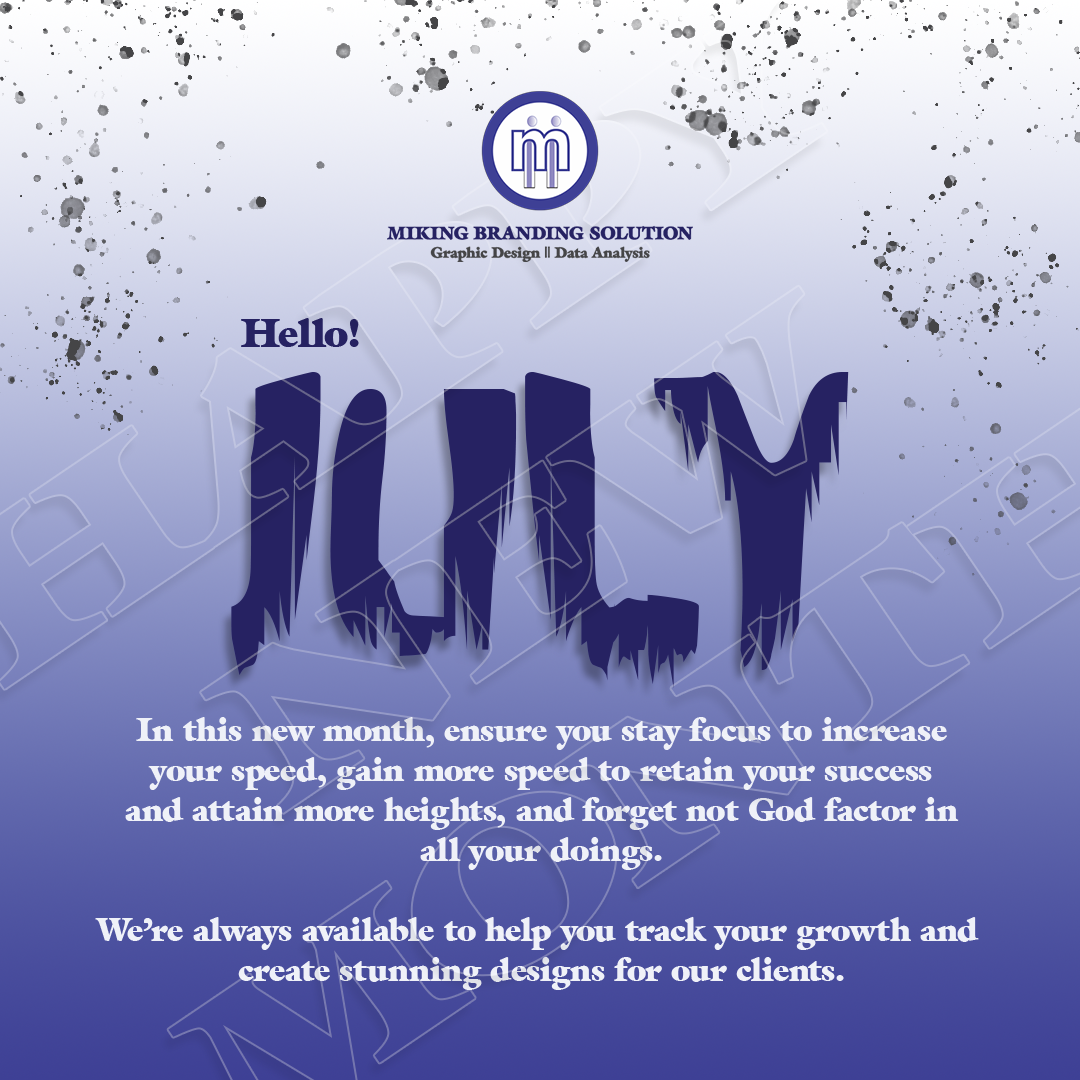 m
MIKING BRANDING SOLUTION
Graphic Design || Data Analysis
Hello!
JULY
HAPPY
NEW
MONTH
In this new month, ensure you stay focus to increase
your speed, gain more speed to retain your success
and attain more heights, and forget not God factor in
all your doings.
We're always available to help you track your growth and
create stunning designs for our clients.